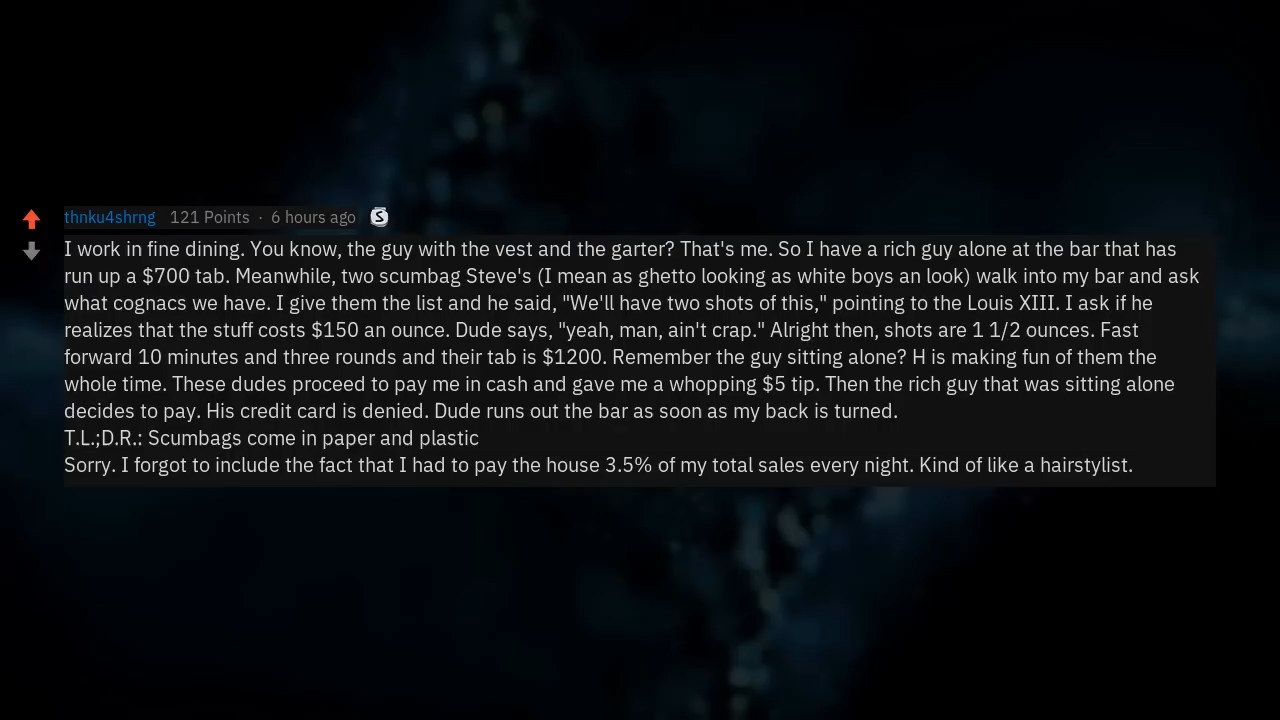 thnku4shrng 121 Points · 6 hours ago S
I work in fine dining. You know, the guy with the vest and the garter? That's me. So I have a rich guy alone at the bar that has
run up a $700 tab. Meanwhile, two scumbag Steve's (I mean as ghetto looking as white boys an look) walk into my bar and ask
what cognacs we have. I give them the list and he said, "We'll have two shots of this," pointing to the Louis XIII. I ask if he
realizes that the stuff costs $150 an ounce. Dude says, "yeah, man, ain't crap." Alright then, shots are 1 1/2 ounces. Fast
forward 10 minutes and three rounds and their tab is $1200. Remember the guy sitting alone? H is making fun of them the
whole time. These dudes proceed to pay me in cash and gave me a whopping $5 tip. Then the rich guy that was sitting alone
decides to pay. His credit card is denied. Dude runs out the bar as soon as my back is turned.
T.L.;D.R.: Scumbags come in paper and plastic
Sorry. I forgot to include the fact that I had to pay the house 3.5% of my total sales every night. Kind of like a hairstylist.